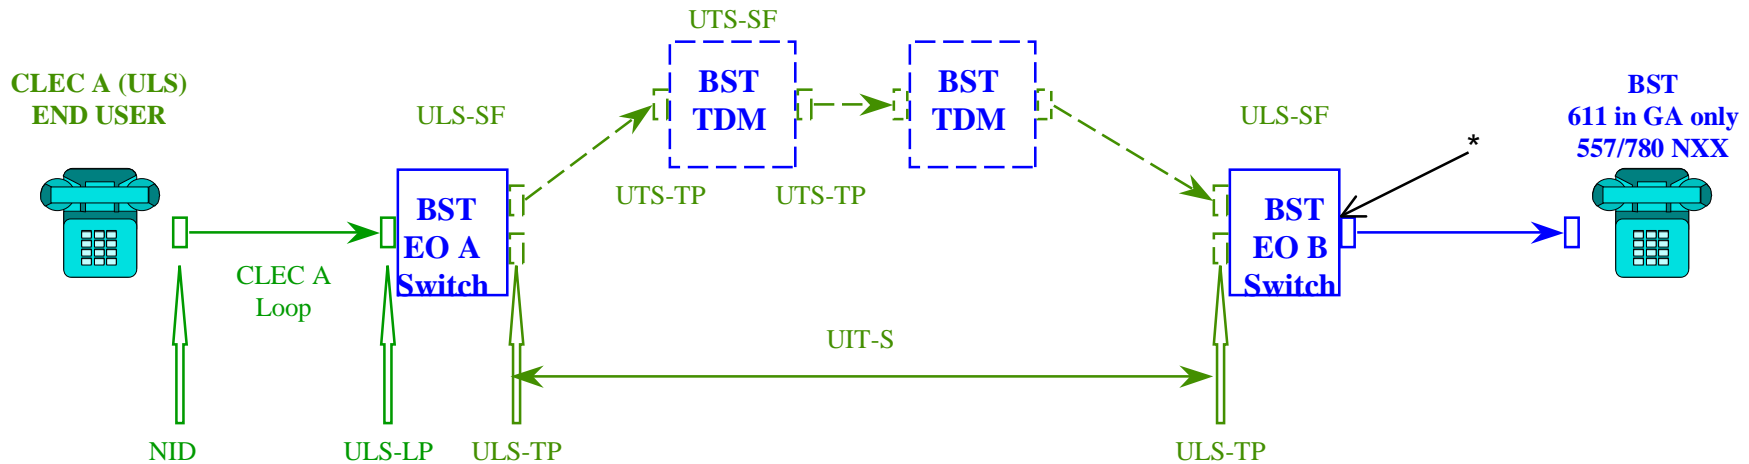 UTS-SF
CLEC A (ULS)
END USER
ULS-SF
BST
TDM
BST
TDM
ULS-SF
BST
611 in GA only
557/780 NXX
*
UTS-TP
UTS-TP
BST
EO A
Switch
BST
EO B
Switch
CLEC A
Loop
UIT-S
NID
ULS-LP
ULS-TP
ULS-TP